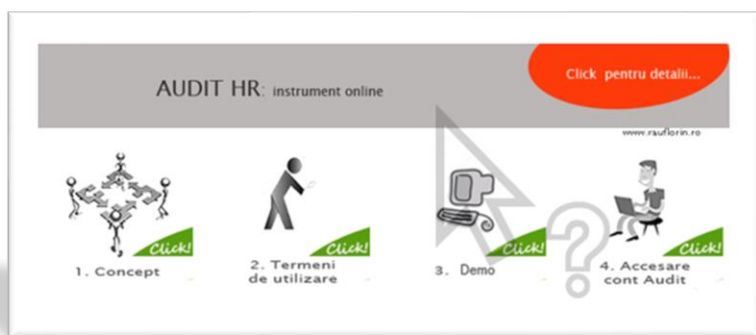 Click pentru detalii...
AUDIT HR: instrument online
www.rauflorin.ro
Click!
Click!
Click!
Click!
1. Concept
2. Termeni
de utilizare
3. Demo
4. Accesare
cont Audit